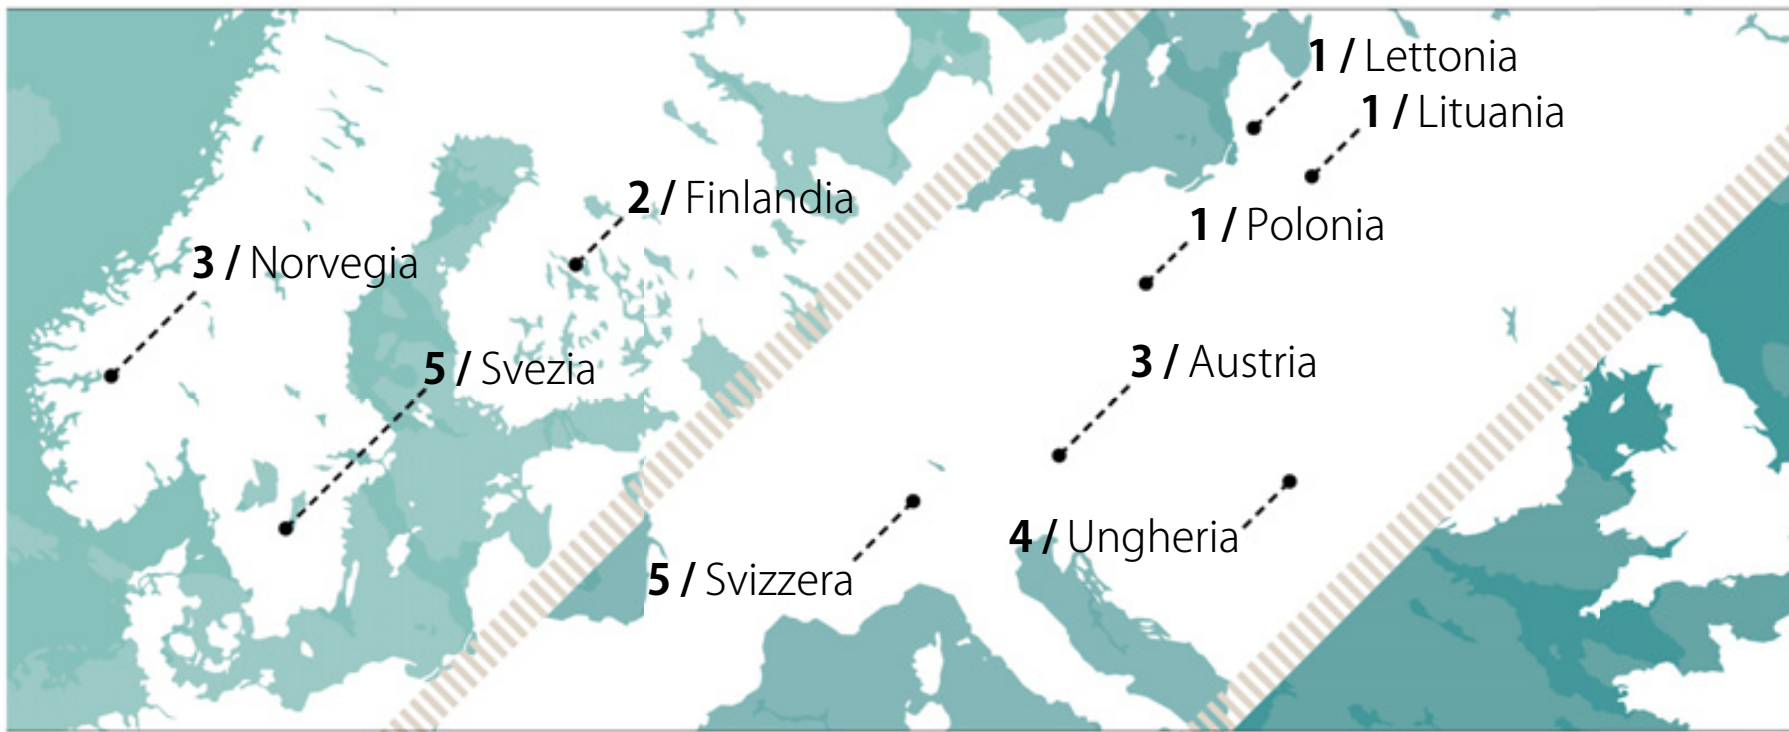 1 / Lettonia
1 / Lituania
2 / Finlandia
1 / Polonia
3 / Norvegia
5 / Svezia
3 / Austria
4 / Ungheria
5 / Svizzera